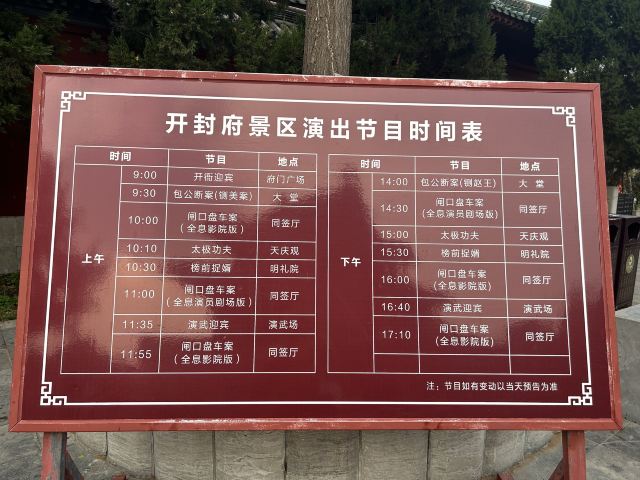 开封府景区演出节目时间表
时间 节目 地点
上午
9:00 开衙迎宾 府门广场
9:30 包公断案(铡美案) 大 堂
10:00 闸口盘车案
(全息影院版) 同签厅
10:10 太极功夫 天庆观
10:30 榜前捉婿 明礼院
11:00 闸口盘车案
(全息演员剧场版) 同签厅
11:35 演武迎宾 演武场
11:55 闸口盘车案
(全息影院版) 同签厅
时间 节目 地点
下午
14:00 包公断案(铡赵王) 大 堂
14:30 闸口盘车案
(全息演员剧场版) 同签厅
15:00 太极功夫 天庆观
15:30 榜前捉婿 明礼院
16:00 闸口盘车案
(全息影院版) 同签厅
16:40 演武迎宾 演武场
17:10 闸口盘车案
(全息影院版) 同签厅
注：节目如有变动以当天预告为准